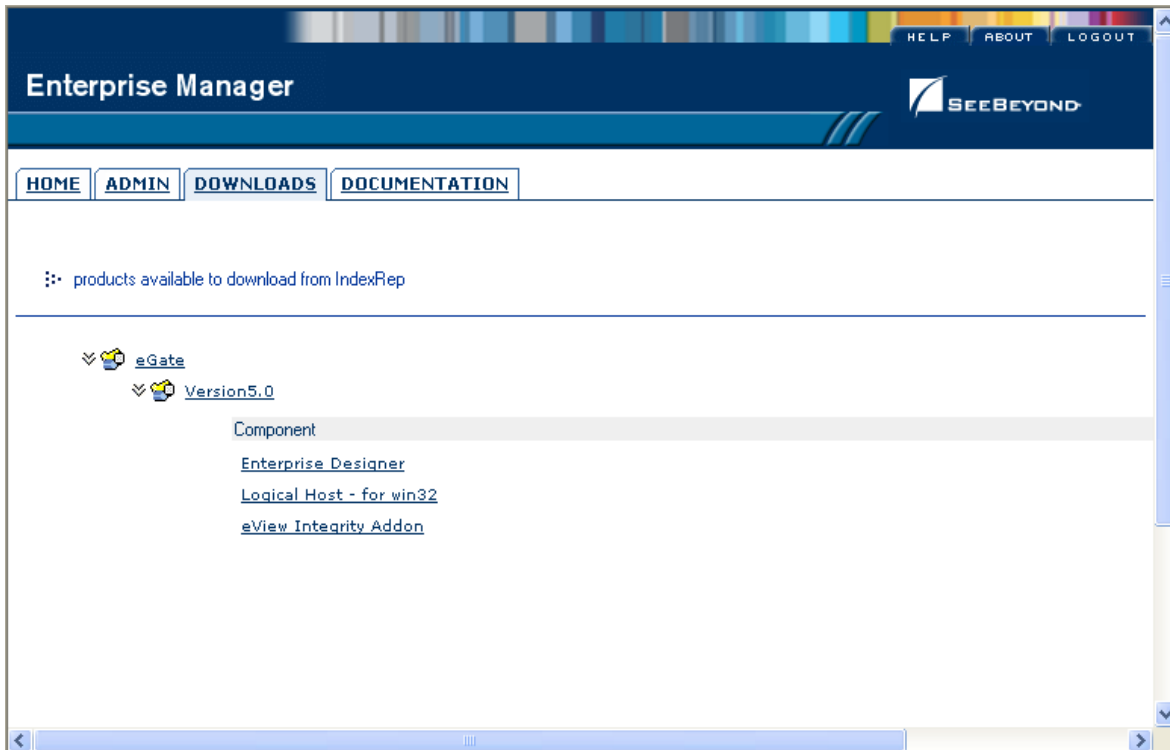 HELP ABOUT LOGOUT
Enterprise Manager
SEEBEYOND
HOME ADMIN DOWNLOADS DOCUMENTATION
products available to download from IndexRep
eGate
Version5.0
Component
Enterprise Designer
Logical Host - for win32
eView Integrity Addon